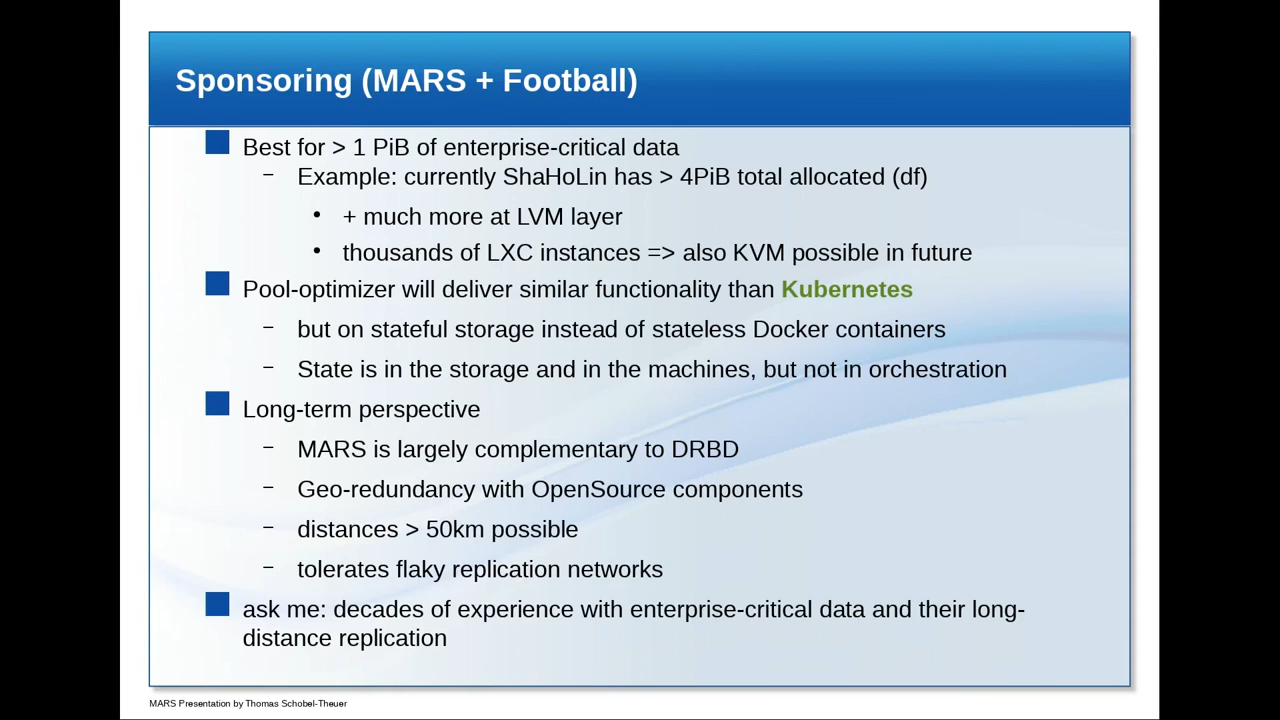 Sponsoring (MARS + Football)
Best for > 1 PiB of enterprise-critical data
– Example: currently ShaHoLin has > 4PiB total allocated (df)
• + much more at LVM layer
• thousands of LXC instances => also KVM possible in future
Pool-optimizer will deliver similar functionality than Kubernetes
– but on stateful storage instead of stateless Docker containers
– State is in the storage and in the machines, but not in orchestration
Long-term perspective
– MARS is largely complementary to DRBD
– Geo-redundancy with OpenSource components
– distances > 50km possible
– tolerates flaky replication networks
ask me: decades of experience with enterprise-critical data and their long-
distance replication
MARS Presentation by Thomas Schobel-Theuer